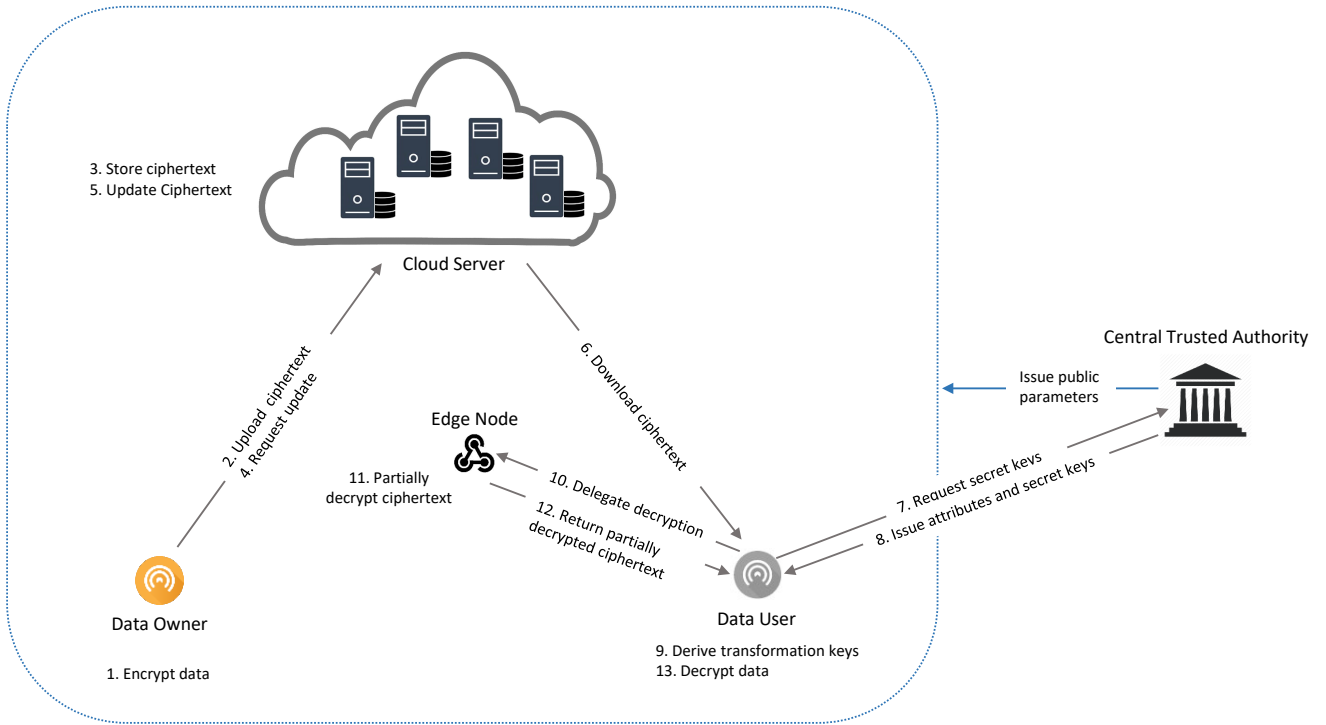 3. Store ciphertext
5. Update Ciphertext
Cloud Server
2. Upload ciphertext
4. Request update
6. Download ciphertext
Central Trusted Authority
Issue public
parameters
Edge Node
11. Partially
decrypt ciphertext
10. Delegate decryption
12. Return partially
decrypted ciphertext
7. Request secret keys
8. Issue attributes and secret keys
Data Owner
1. Encrypt data
Data User
9. Derive transformation keys
13. Decrypt data